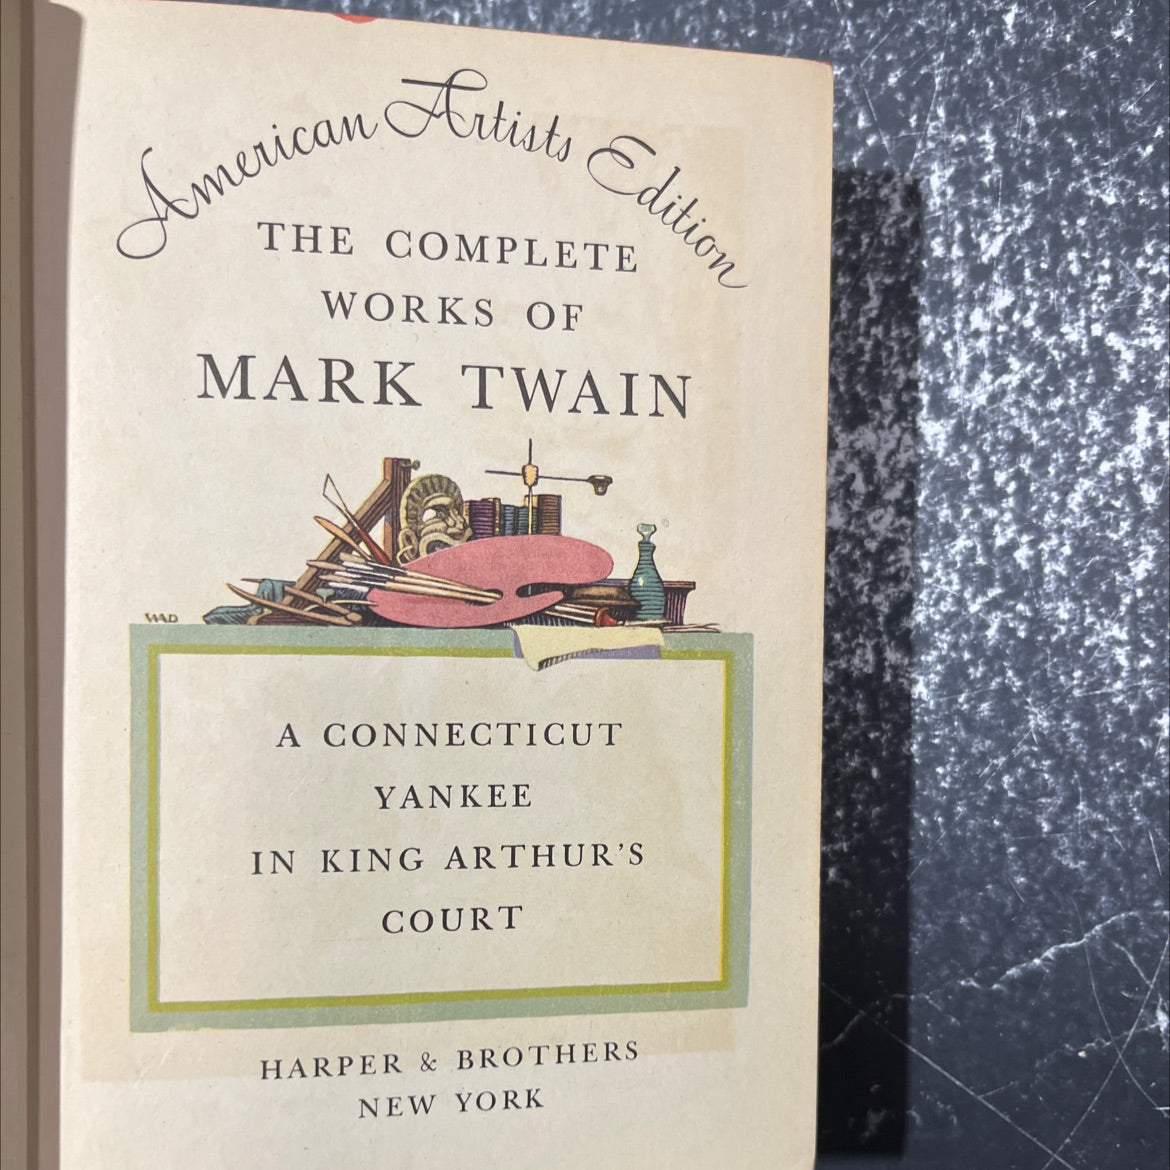 American Artists Edition
THE COMPLETE
WORKS OF
MARK TWAIN
WAD
A CONNECTICUT
YANKEE
IN KING ARTHUR'S
COURT
HARPER & BROTHERS
NEW YORK